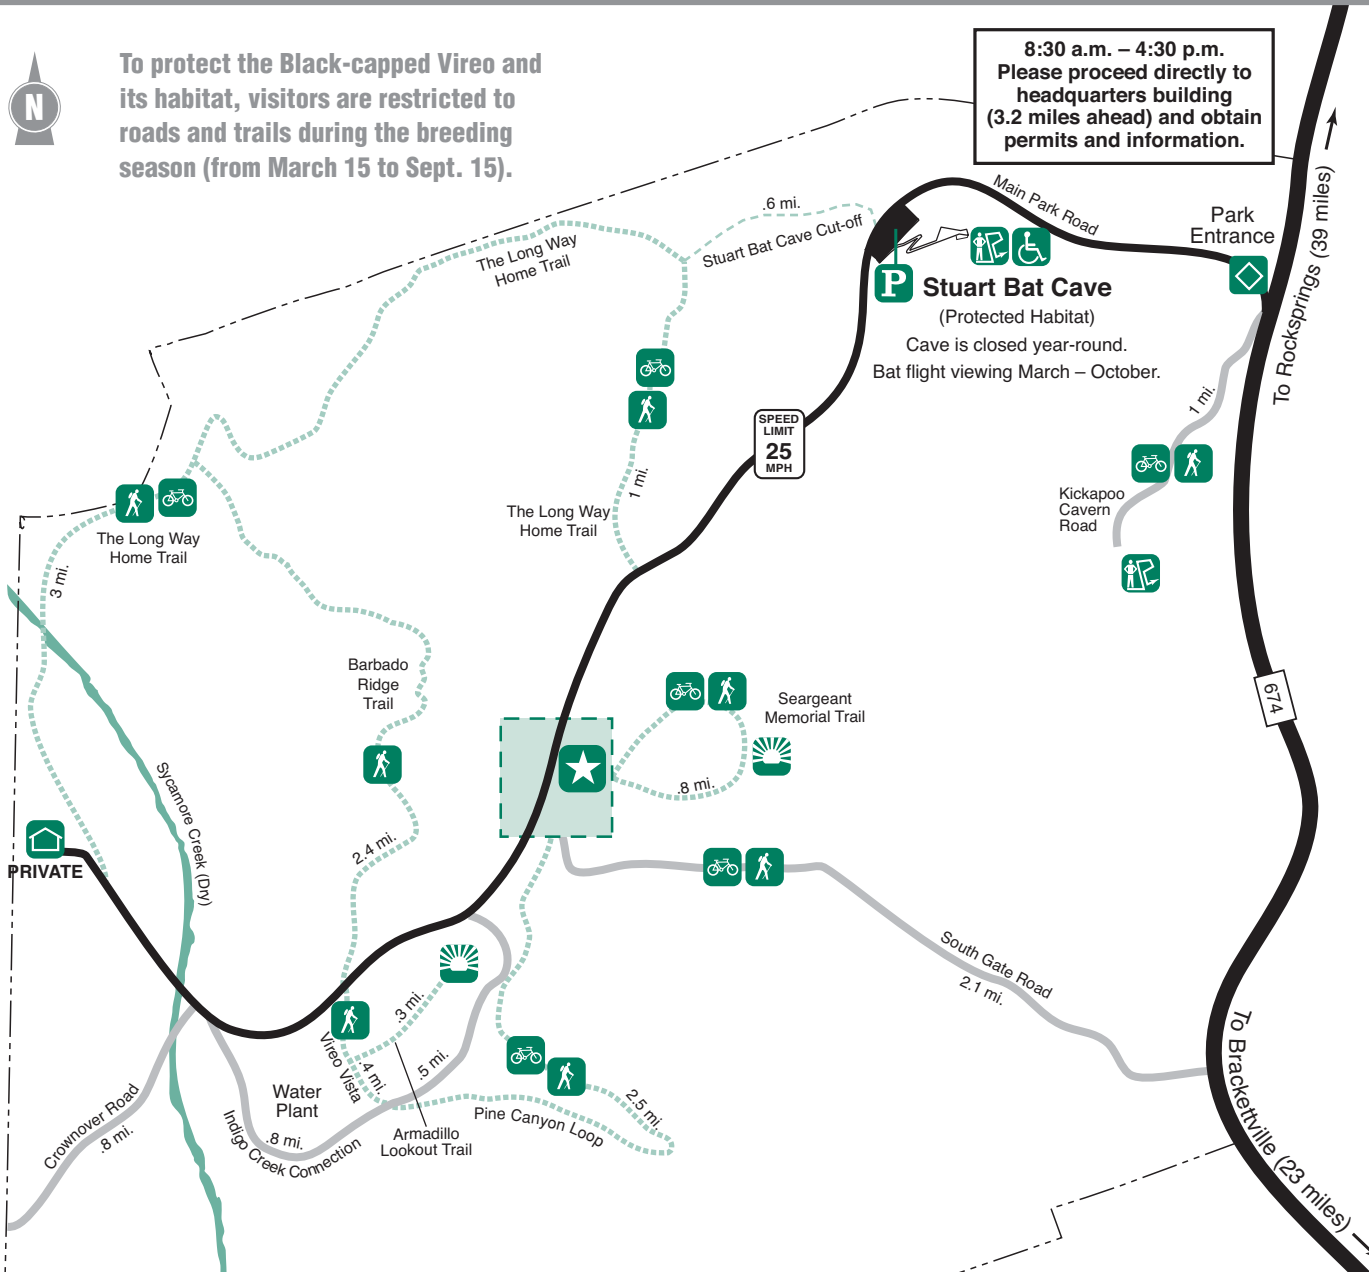 8:30 a.m. – 4:30 p.m.
Please proceed directly to
headquarters building
(3.2 miles ahead) and obtain
permits and information.
N
To protect the Black-capped Vireo and
its habitat, visitors are restricted to
roads and trails during the breeding
season (from March 15 to Sept. 15).
To Rocksprings (39 miles)
Main Park Road
Park
Entrance
.6 mi.
Stuart Bat Cave Cut-off
The Long Way
Home Trail
P
Stuart Bat Cave
(Protected Habitat)
Cave is closed year-round.
Bat flight viewing March – October.
1 mi.
SPEED
LIMIT
25
MPH
Kickapoo
Cavern
Road
1 mi.
The Long Way
Home Trail
The Long Way
Home Trail
3 mi.
Barbado
Ridge
Trail
Seargeant
Memorial Trail
674
.8 mi.
Sycamore Creek (Dry)
PRIVATE
2.4 mi.
South Gate Road
2.1 mi.
.3 mi.
Vireo Vista
.4 mi.
.5 mi.
Water
Plant
Crownover Road
.8 mi.
Indigo Creek Connection
.8 mi.
Armadillo
Lookout Trail
Pine Canyon Loop
2.5 mi.
To Brackettville (23 miles)